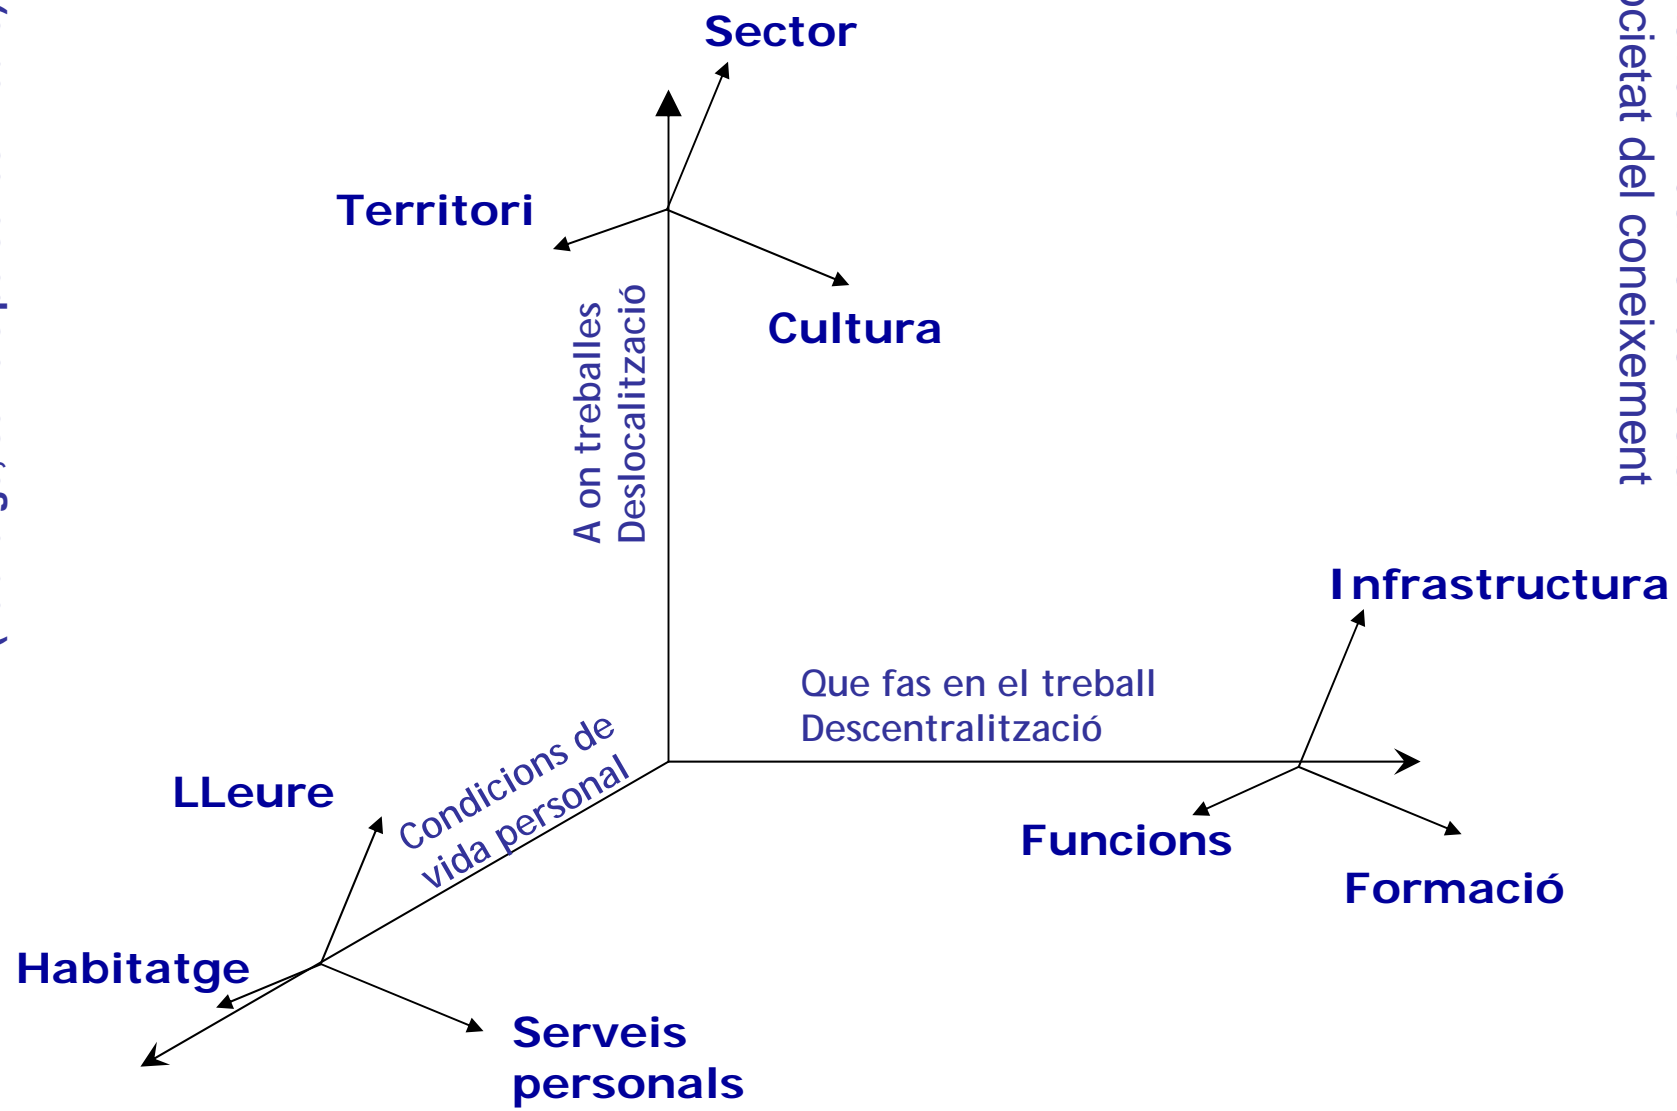 Sector
Territori
Cultura
A on treballes
Deslocalització
societat del coneixement
Infrastructura
Que fas en el treball
Descentralització
Condicions de
vida personal
LLeure
Funcions
Formació
Habitatge
Serveis
personals